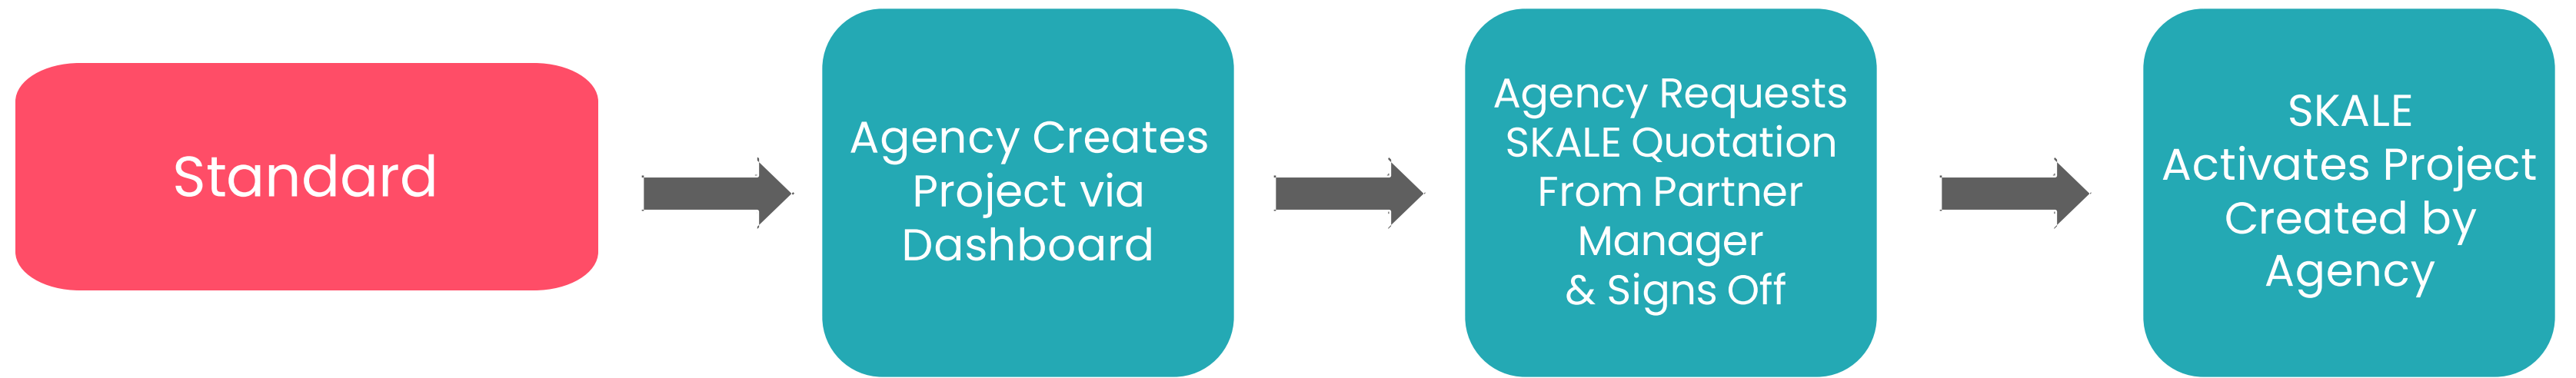 Standard
Agency Creates
Project via
Dashboard
Agency Requests
SKALE Quotation
From Partner
Manager
& Signs Off
SKALE
Activates Project
Created by
Agency